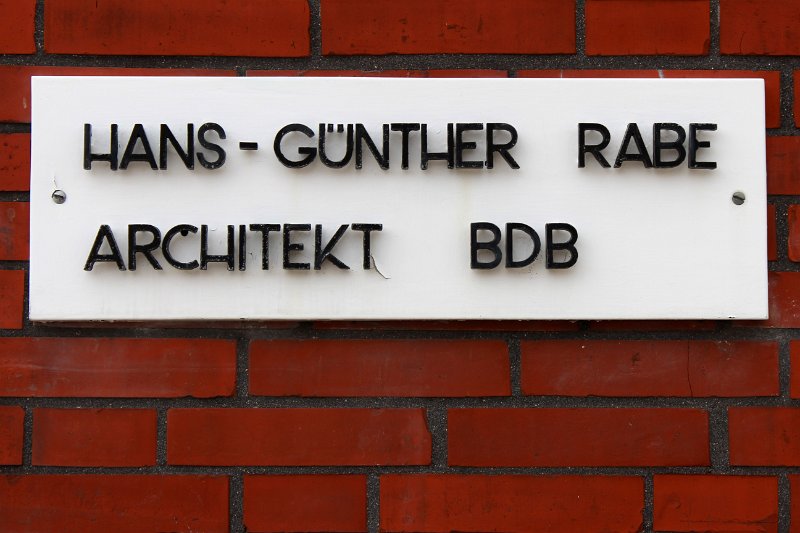 HANS-GÜNTHER RABE
ARCHITEKT BDB